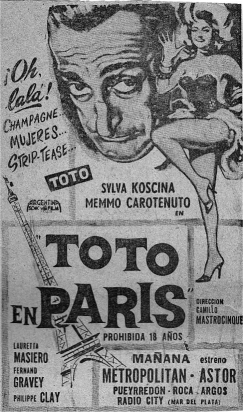 ¡Oh,
lalá!
CHAMPAGNE...
MUJERES...
STRIP-TEASE...
TOTO
SYLVA KOSCINA
MEMMO CAROTENUTO
EN
ARGENTINA
"TOTO
EN PARIS"
DIRECCION
CAMILLO
MASTROCINQUE
PROHIBIDA 18 AÑOS
LAURETTA
MASIERO
FERNAND
GRAVEY
PHILIPPE CLAY
MAÑANA estreno
METROPOLITAN - ASTOR
PUEYRREDON - ROCA - ARGOS
RADIO CITY (MAR DEL PLATA)